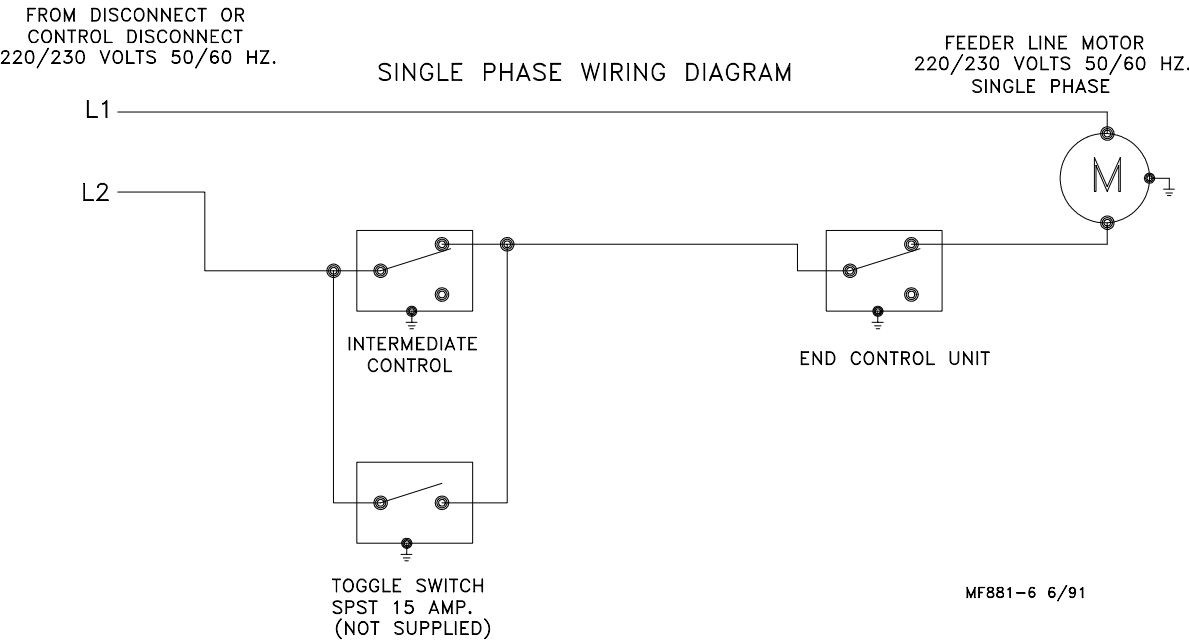 FROM DISCONNECT OR
CONTROL DISCONNECT
220/230 VOLTS 50/60 HZ.
SINGLE PHASE WIRING DIAGRAM
FEEDER LINE MOTOR
220/230 VOLTS 50/60 HZ.
SINGLE PHASE
L1
M
L2
INTERMEDIATE
CONTROL
END CONTROL UNIT
TOGGLE SWITCH
SPST 15 AMP.
(NOT SUPPLIED)
MF881-6 6/91